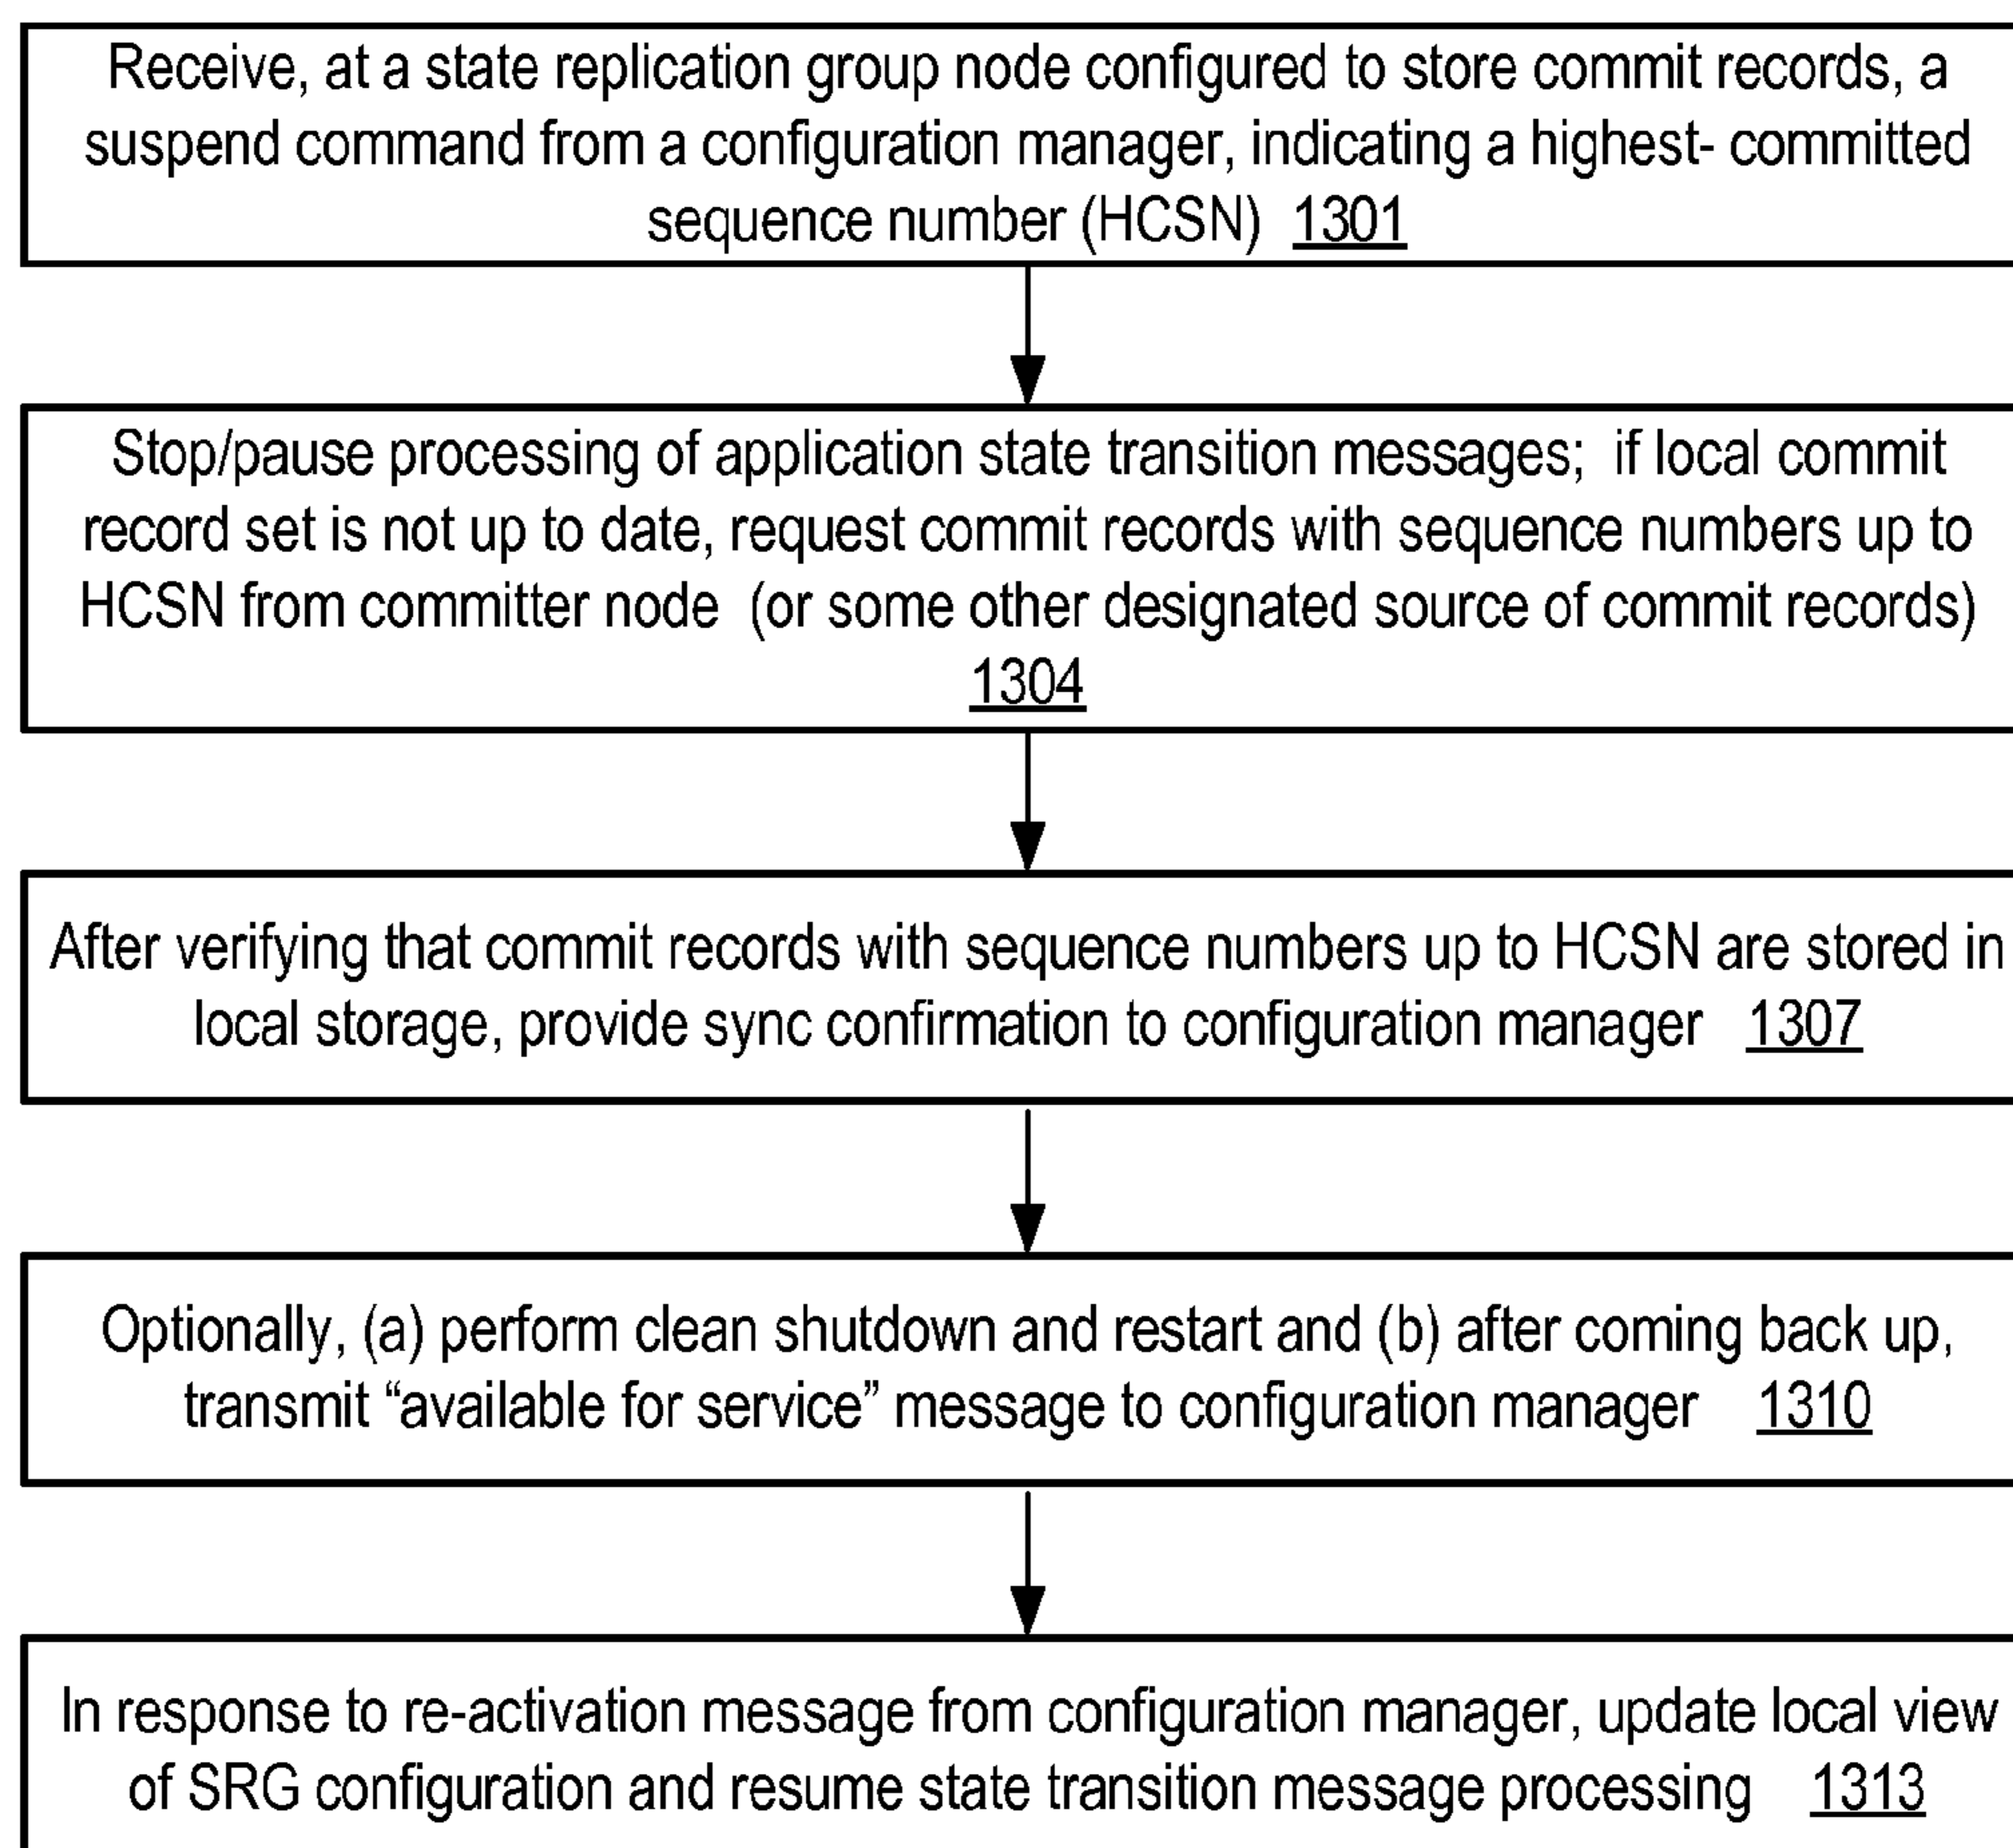 Receive, at a state replication group node configured to store commit records, a
suspend command from a configuration manager, indicating a highest- committed
sequence number (HCSN) 1301
Stop/pause processing of application state transition messages; if local commit
record set is not up to date, request commit records with sequence numbers up to
HCSN from committer node (or some other designated source of commit records)
1304
After verifying that commit records with sequence numbers up to HCSN are stored in
local storage, provide sync confirmation to configuration manager 1307
Optionally, (a) perform clean shutdown and restart and (b) after coming back up,
transmit “available for service” message to configuration manager 1310
In response to re-activation message from configuration manager, update local view
of SRG configuration and resume state transition message processing 1313